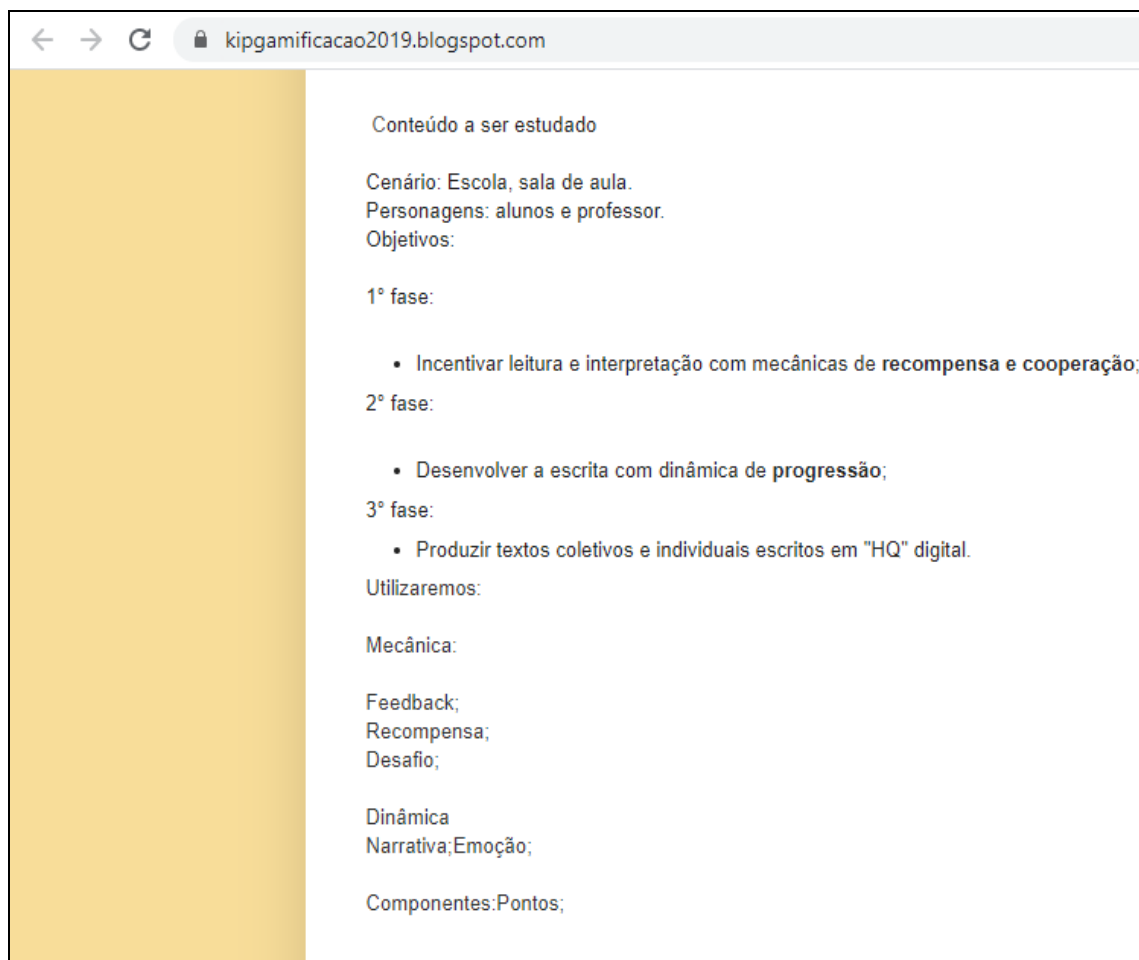 kipgamificacao2019.blogspot.com
Conteúdo a ser estudado
Cenário: Escola, sala de aula.
Personagens: alunos e professor.
Objetivos:
1° fase:
• Incentivar leitura e interpretação com mecânicas de recompensa e cooperação;
2° fase:
• Desenvolver a escrita com dinâmica de progressão;
3° fase:
• Produzir textos coletivos e individuais escritos em "HQ" digital.
Utilizaremos:
Mecânica:
Feedback;
Recompensa;
Desafio;
Dinâmica
Narrativa;Emoção;
Componentes:Pontos;